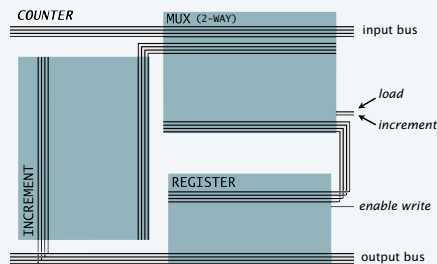 COUNTER
MUX (2-WAY)
input bus
load
increment
INCREMENT
REGISTER
enable write
output bus